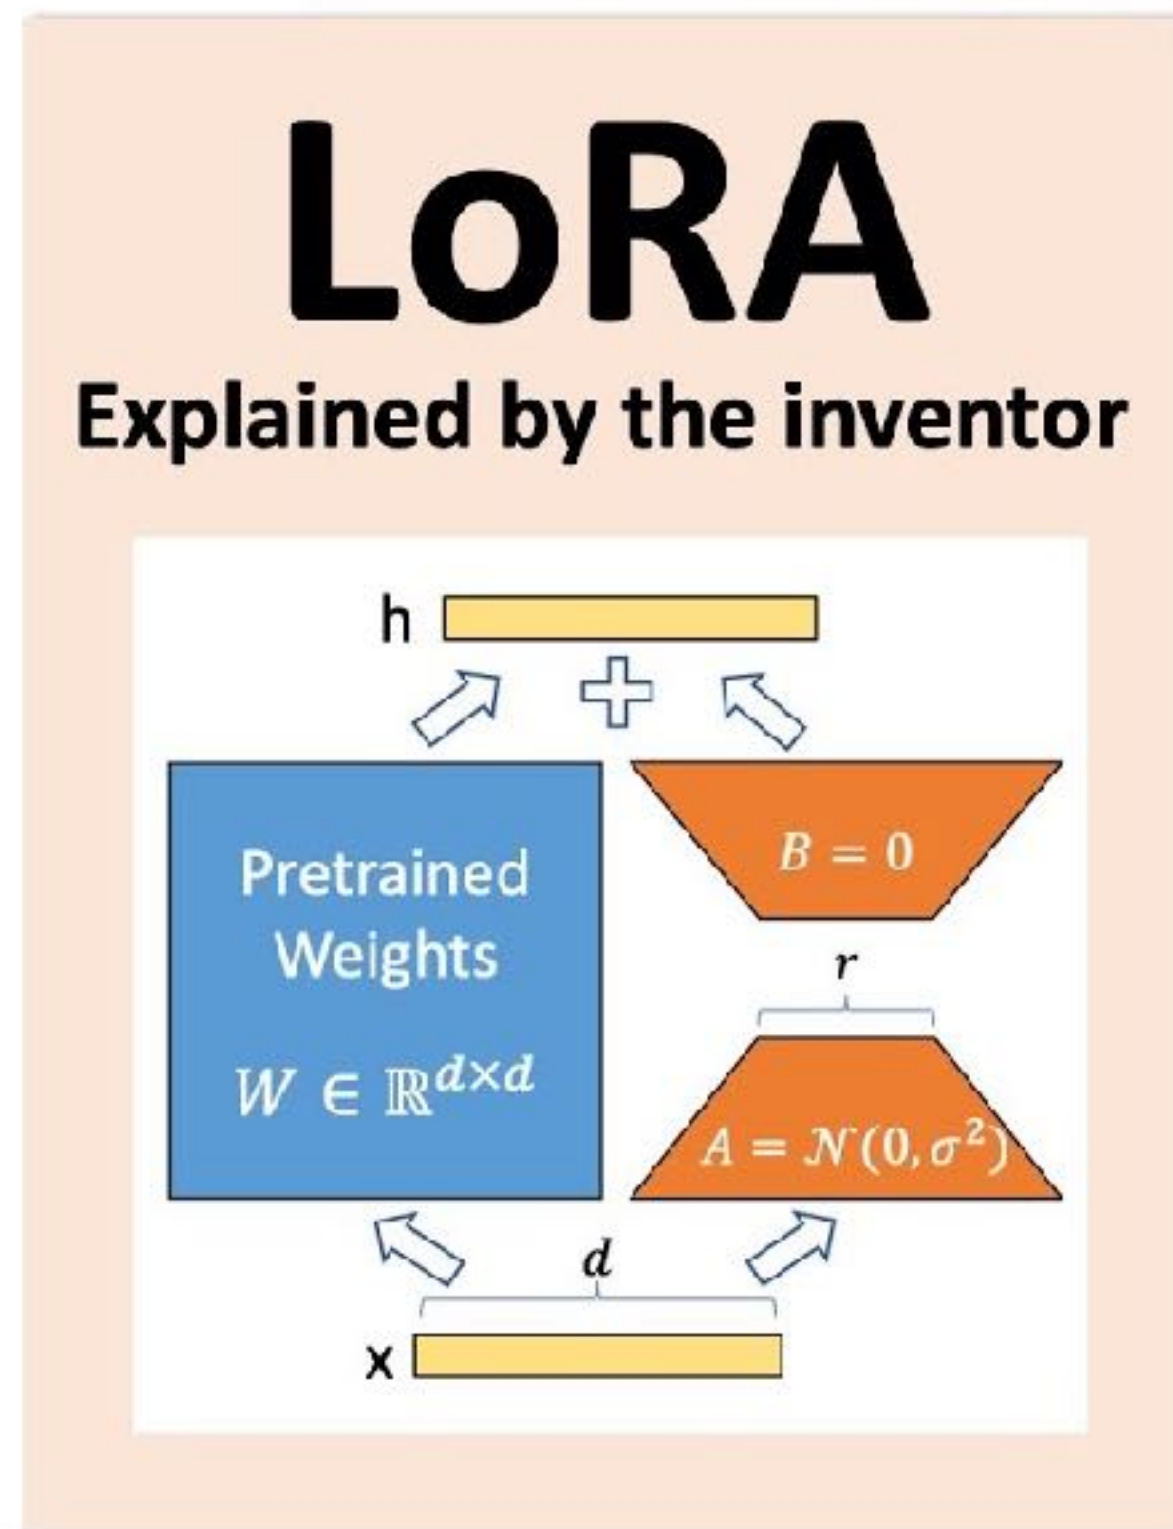 LoRA
Explained by the inventor
h
Pretrained
Weights
W ∈ ℝ^{d×d}
B = 0
r
A = 𝒩(0, σ²)
d
x